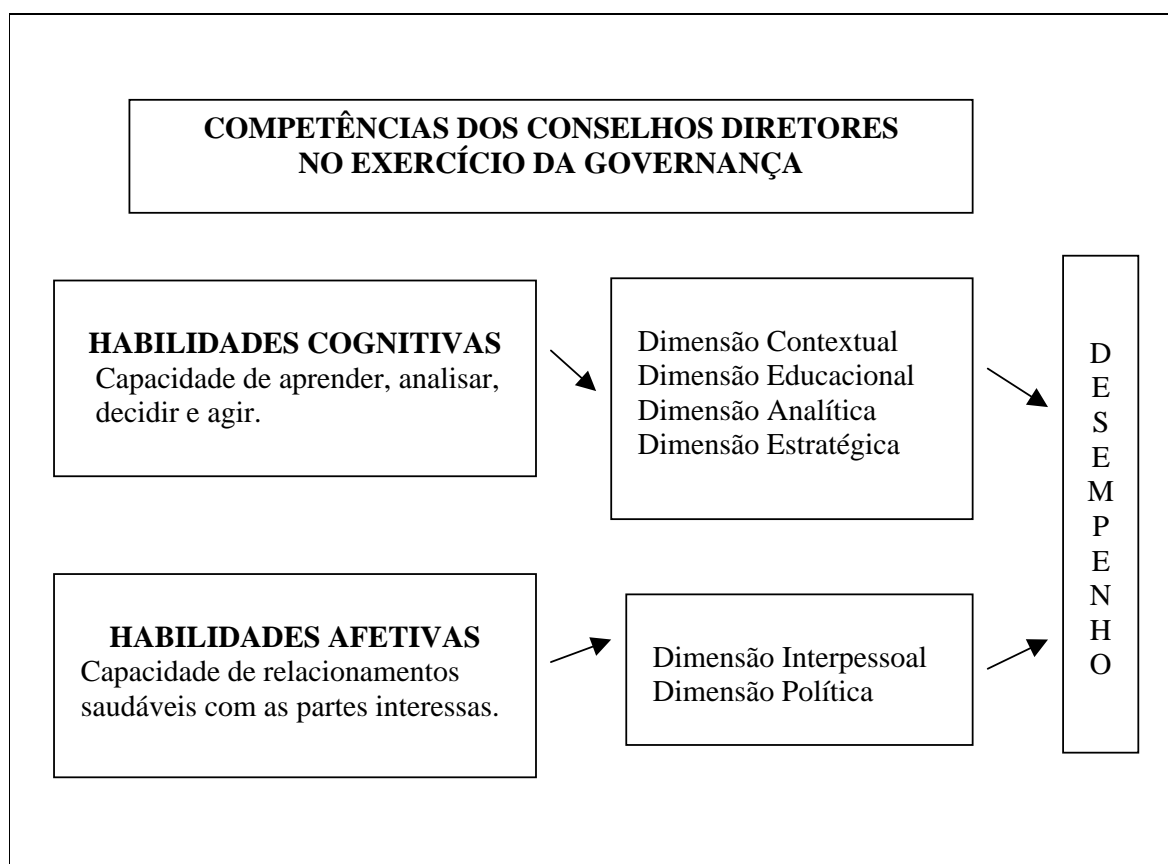 COMPETÊNCIAS DOS CONSELHOS DIRETORES
NO EXERCÍCIO DA GOVERNANÇA
HABILIDADES COGNITIVAS
Capacidade de aprender, analisar,
decidir e agir.
Dimensão Contextual
Dimensão Educacional
Dimensão Analítica
Dimensão Estratégica
HABILIDADES AFETIVAS
Capacidade de relacionamentos
saudáveis com as partes interessas.
Dimensão Interpessoal
Dimensão Política
D
E
S
E
M
P
E
N
H
O